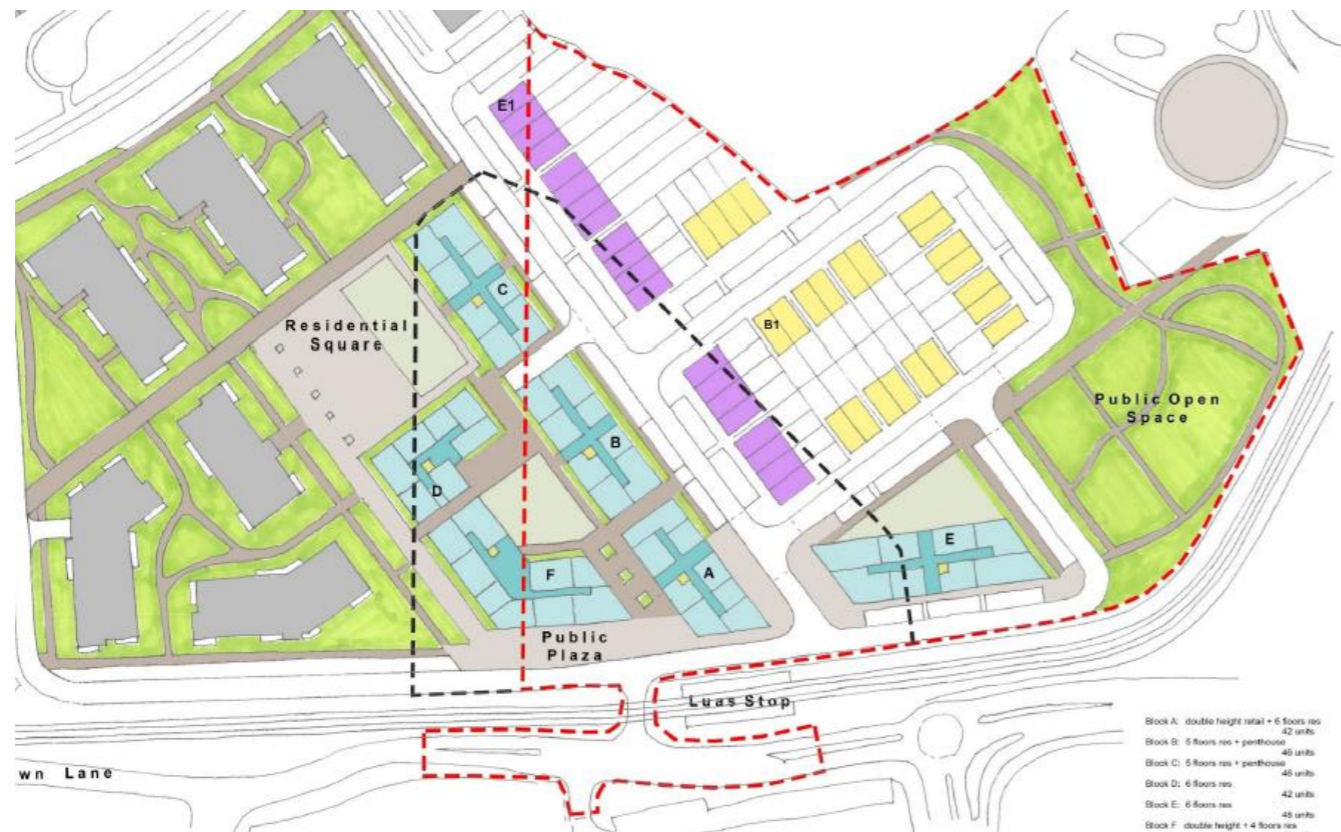 E1
C
Residential
Square
B1
Public Open
Space
B
D
E
F
A
Public
Plaza
Luas Stop
wn Lane
Block A: double height retail + 6 floors res
42 units
Block B: 5 floors res + penthouse
46 units
Block C: 5 floors res + penthouse
46 units
Block D: 6 floors res
42 units
Block E: 6 floors res
48 units
Block F double height + 4 floors res